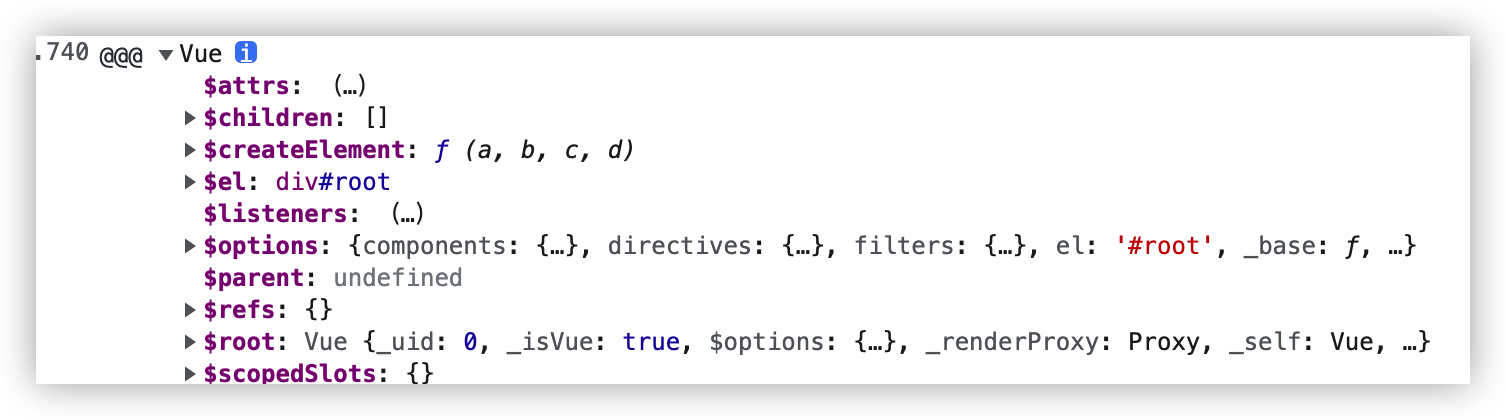 .740 @@@ ▼Vue i
$attrs: (…)
▶$children: []
▶$createElement: ƒ (a, b, c, d)
▶$el: div#root
$listeners: (…)
▶$options: {components: {…}, directives: {…}, filters: {…}, el: '#root', _base: ƒ, …}
$parent: undefined
▶$refs: {}
▶$root: Vue {_uid: 0, _isVue: true, $options: {…}, _renderProxy: Proxy, _self: Vue, …}
▶$scopedSlots: {}